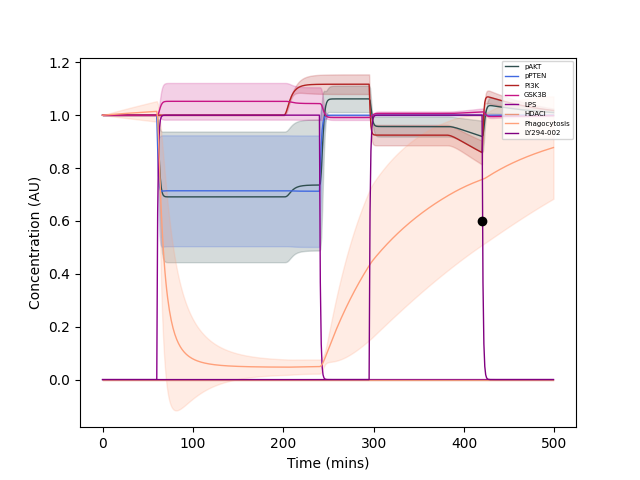 1.2
1.0
0.8
0.6
0.4
0.2
0.0
Concentration (AU)
pAKT
pPTEN
PI3K
GSK3B
LPS
HDACi
Phagocytosis
LY294-002
0
100
200
300
400
500
Time (mins)